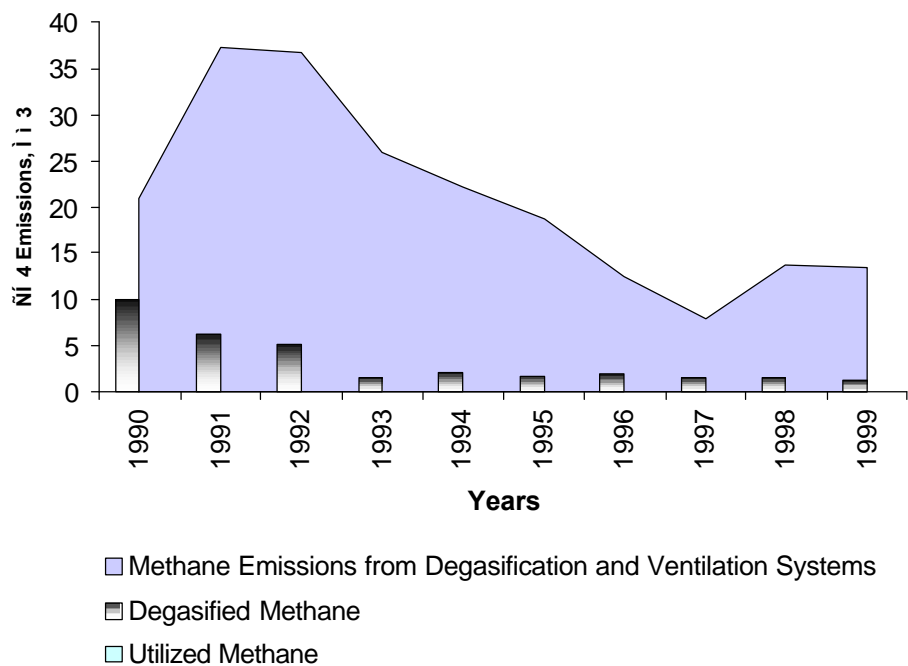 40
35
30
25
20
15
10
5
0
ÑÍ 4 Emissions, Ì ì 3
1990 1991 1992 1993 1994 1995 1996 1997 1998 1999
Years
Methane Emissions from Degasification and Ventilation Systems
Degasified Methane
Utilized Methane